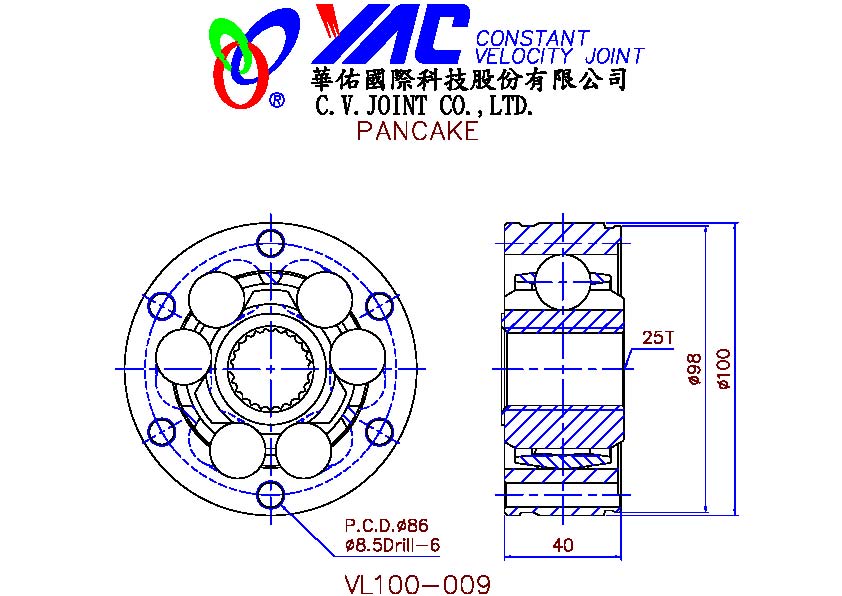 VAC CONSTANT
VELOCITY JOINT
®
華佑國際科技股份有限公司
C.V.JOINT CO.,LTD.
PANCAKE
25T
ø98
ø100
P.C.D.ø86
ø8.5Drill-6
40
VL100-009